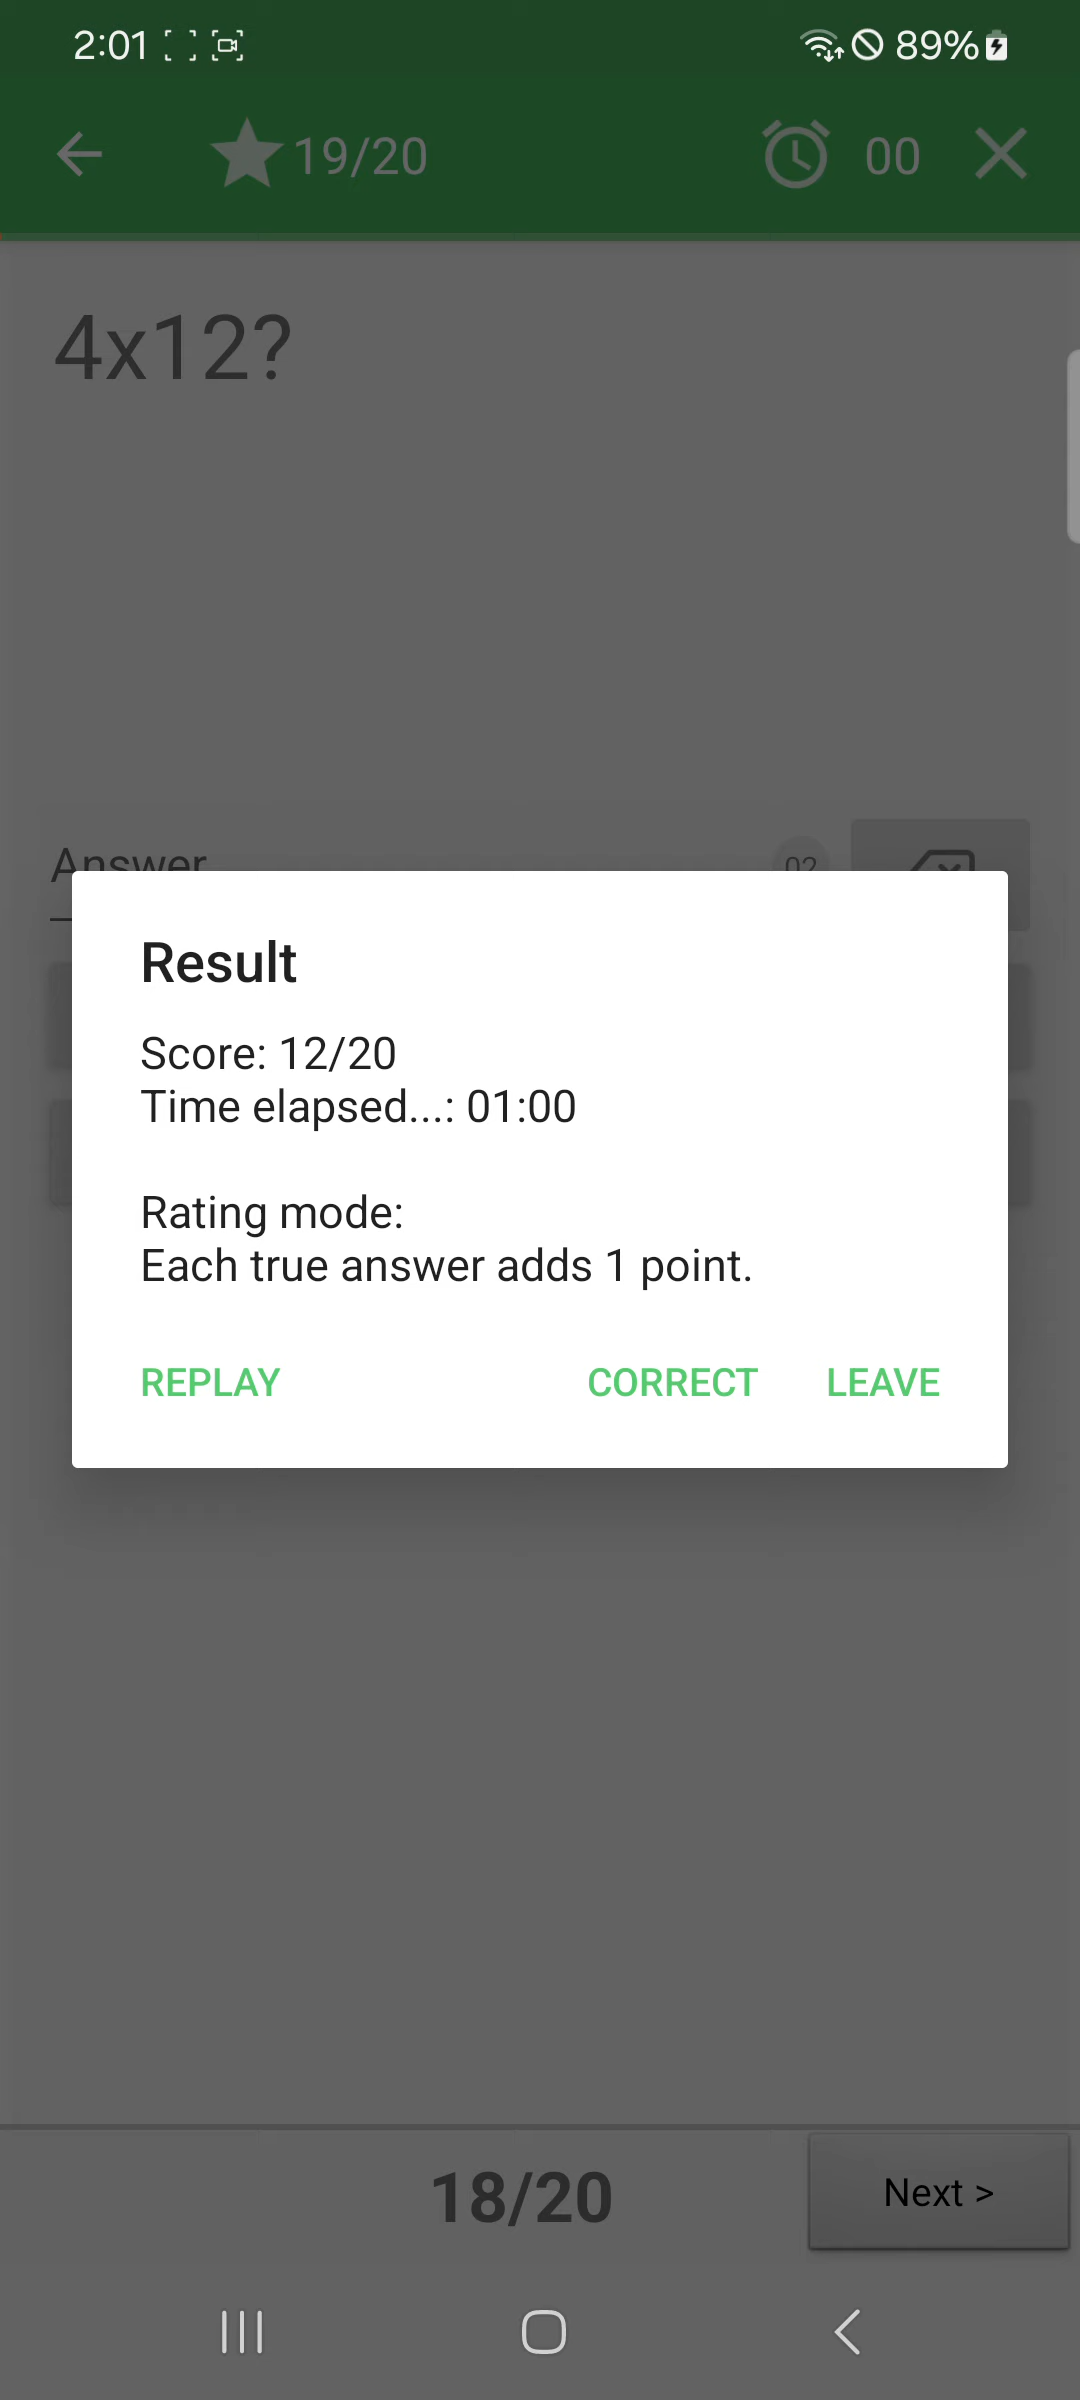 2:01 89%
19/20 00
4x12?
Answer 02
Result
Score: 12/20
Time elapsed...: 01:00
Rating mode:
Each true answer adds 1 point.
REPLAY CORRECT LEAVE
18/20 Next >